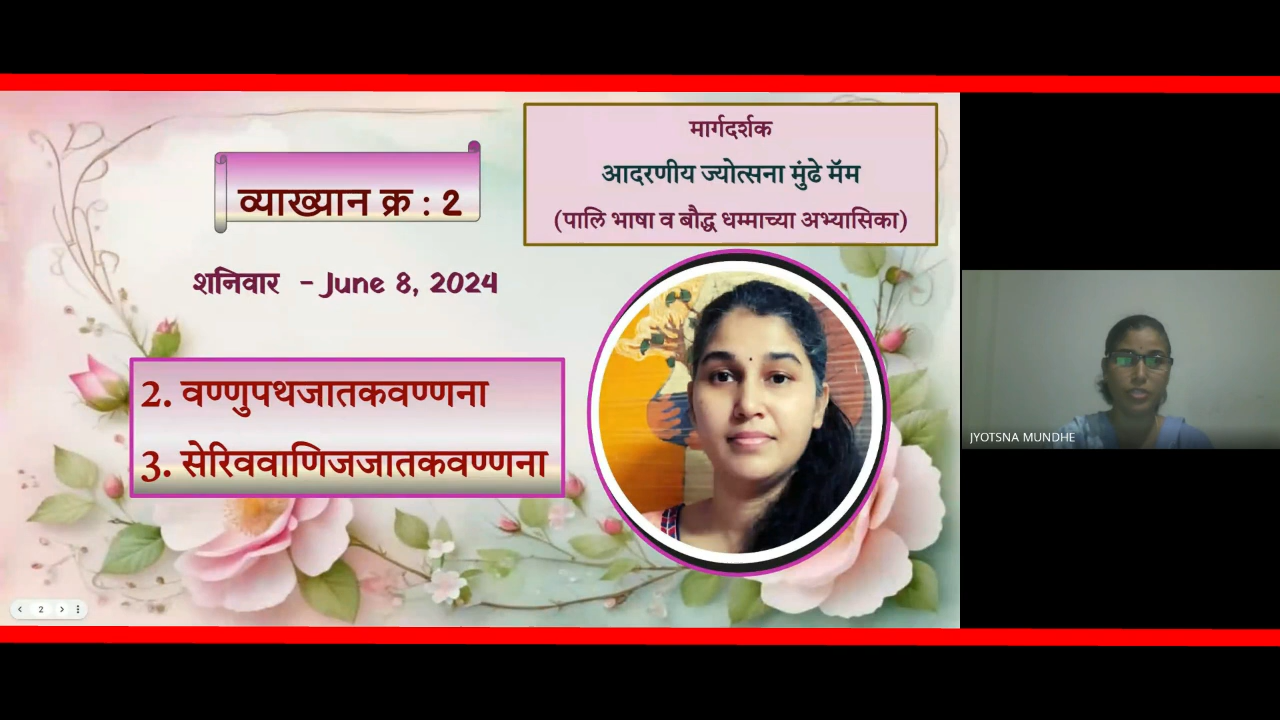 व्याख्यान क्र : 2
शनिवार - June 8, 2024
2. वण्णुपथजातकवण्णना
3. सेरिववाणिजजातकवण्णना
मार्गदर्शक
आदरणीय ज्योत्सना मुंढे मॅम
(पालि भाषा व बौद्ध धम्माच्या अभ्यासिका)
JYOTSNA MUNDHE
2